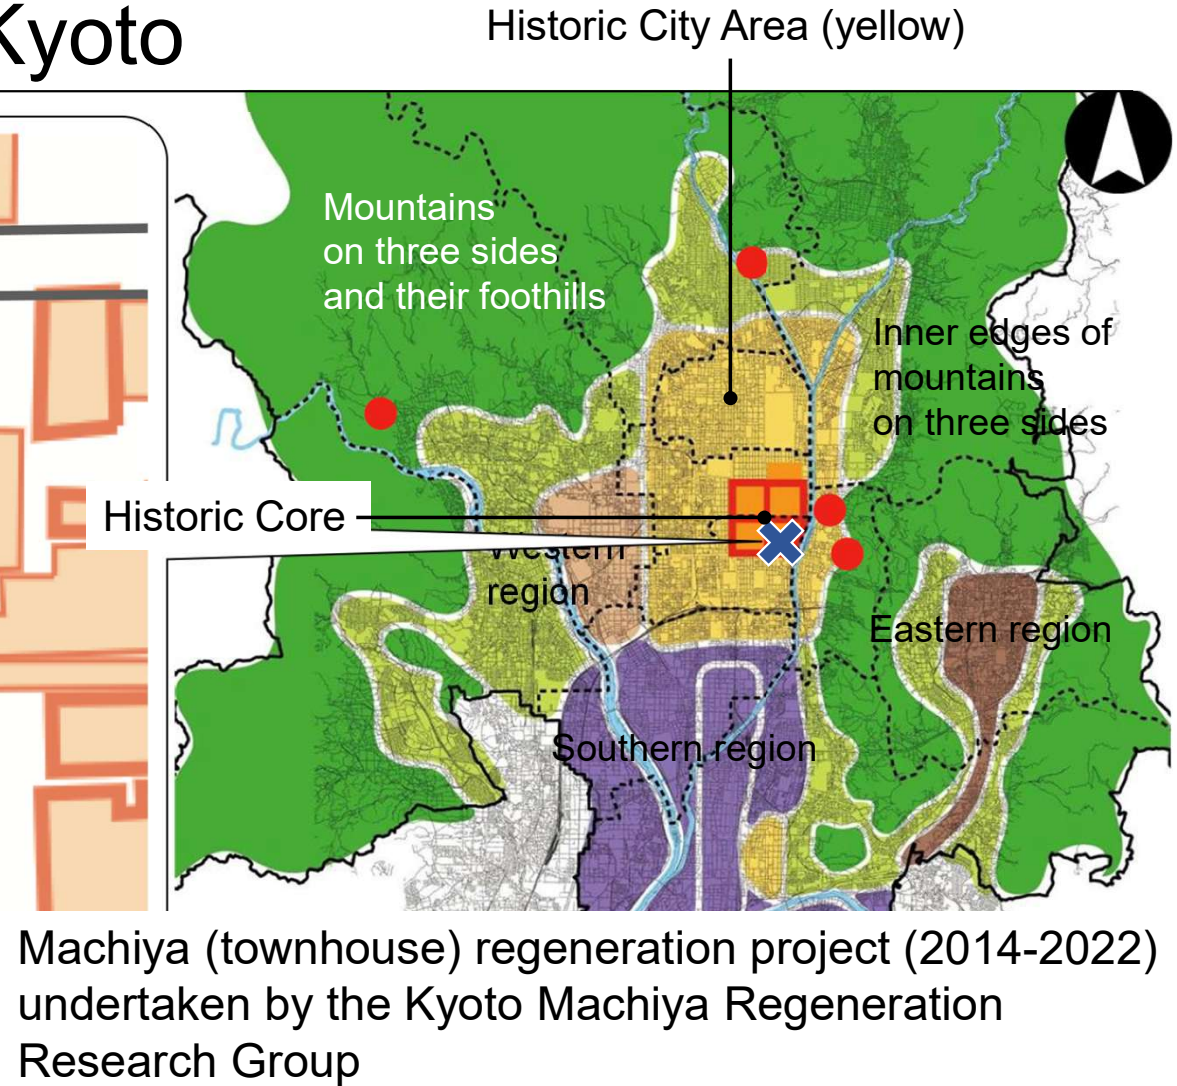 Kyoto
Historic City Area (yellow)
Mountains
on three sides
and their foothills
Inner edges of
mountains
on three sides
Historic Core
Western
region
Eastern region
Southern region
Machiya (townhouse) regeneration project (2014-2022)
undertaken by the Kyoto Machiya Regeneration
Research Group